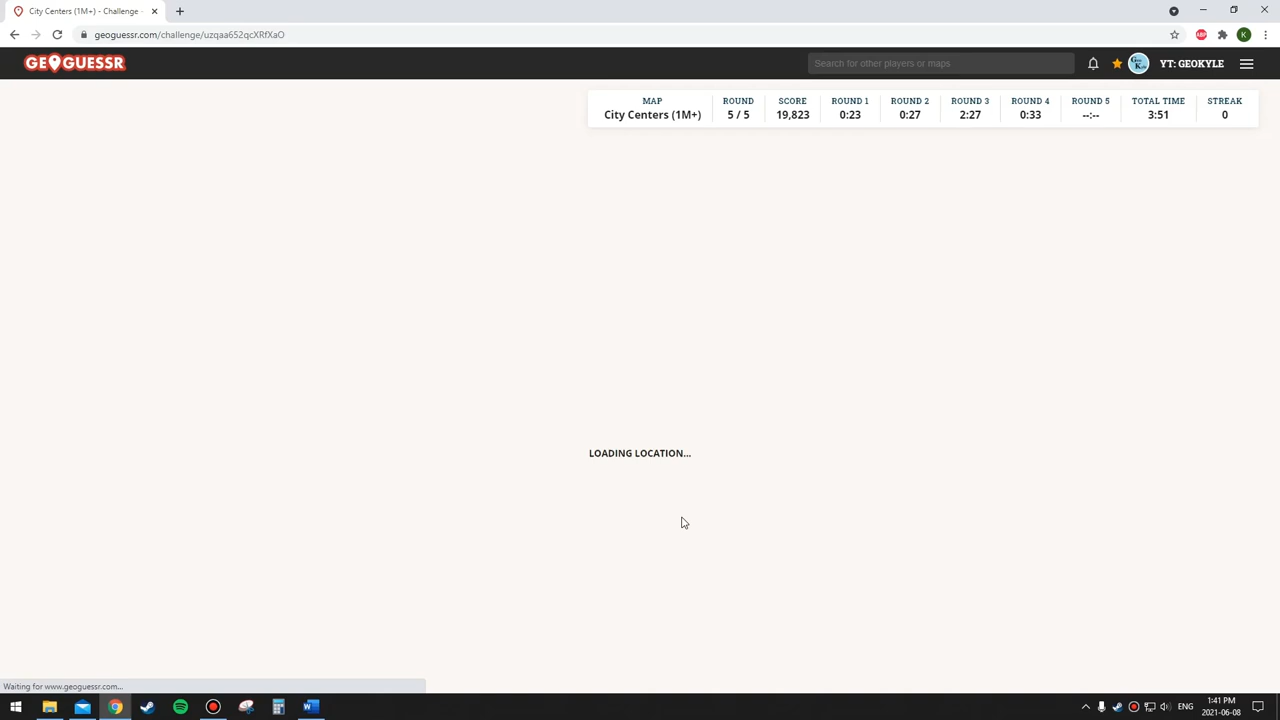 City Centers (1M+) - Challenge -
geoguessr.com/challenge/uzqaa652qcXRfXaO
ABP
K
GEOGUESSR
Search for other players or maps
YT: GEOKYLE
MAP ROUND SCORE ROUND 1 ROUND 2 ROUND 3 ROUND 4 ROUND 5 TOTAL TIME STREAK
City Centers (1M+) 5 / 5 19,823 0:23 0:27 2:27 0:33 --:-- 3:51 0
LOADING LOCATION...
Waiting for www.geoguessr.com...
ENG
1:41 PM
2021-06-08